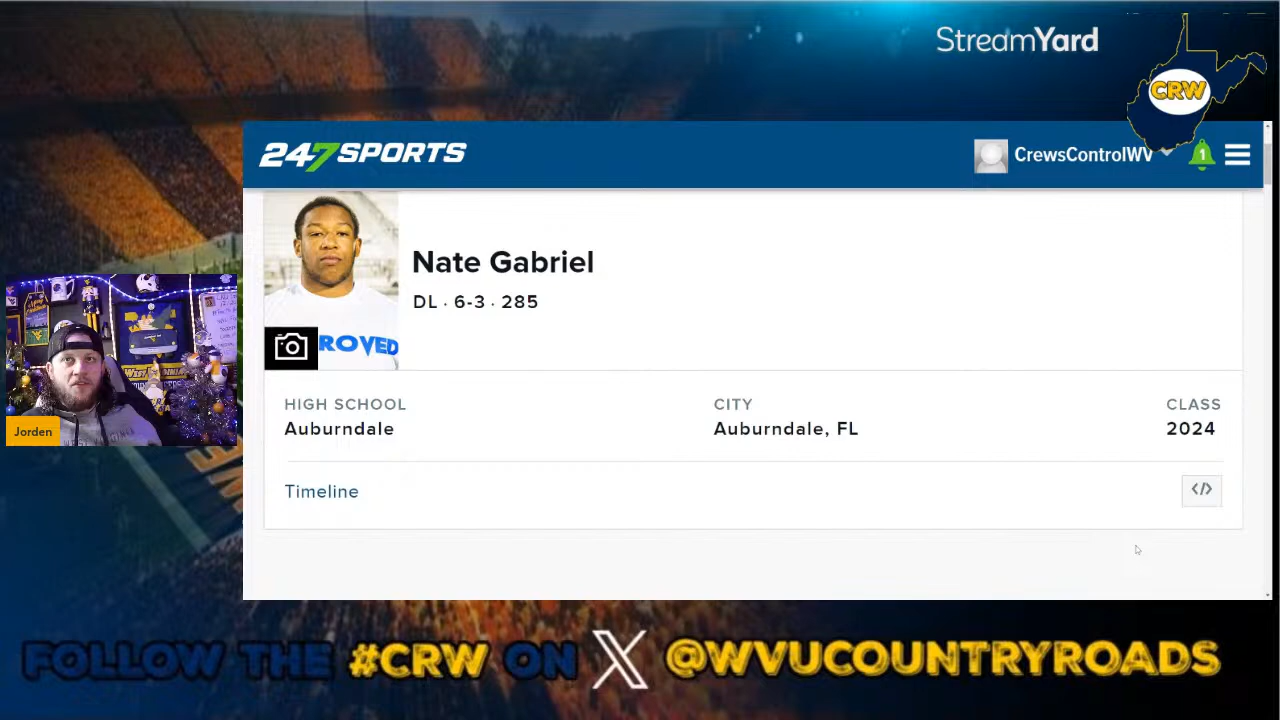 StreamYard
CRW
247SPORTS
CrewsControlWV
1
Nate Gabriel
DL · 6-3 · 285
ROVED
HIGH SCHOOL
Auburndale
CITY
Auburndale, FL
CLASS
2024
Timeline
</>
Jorden
FOLLOW THE #CRW ON X @WVUCOUNTRYROADS